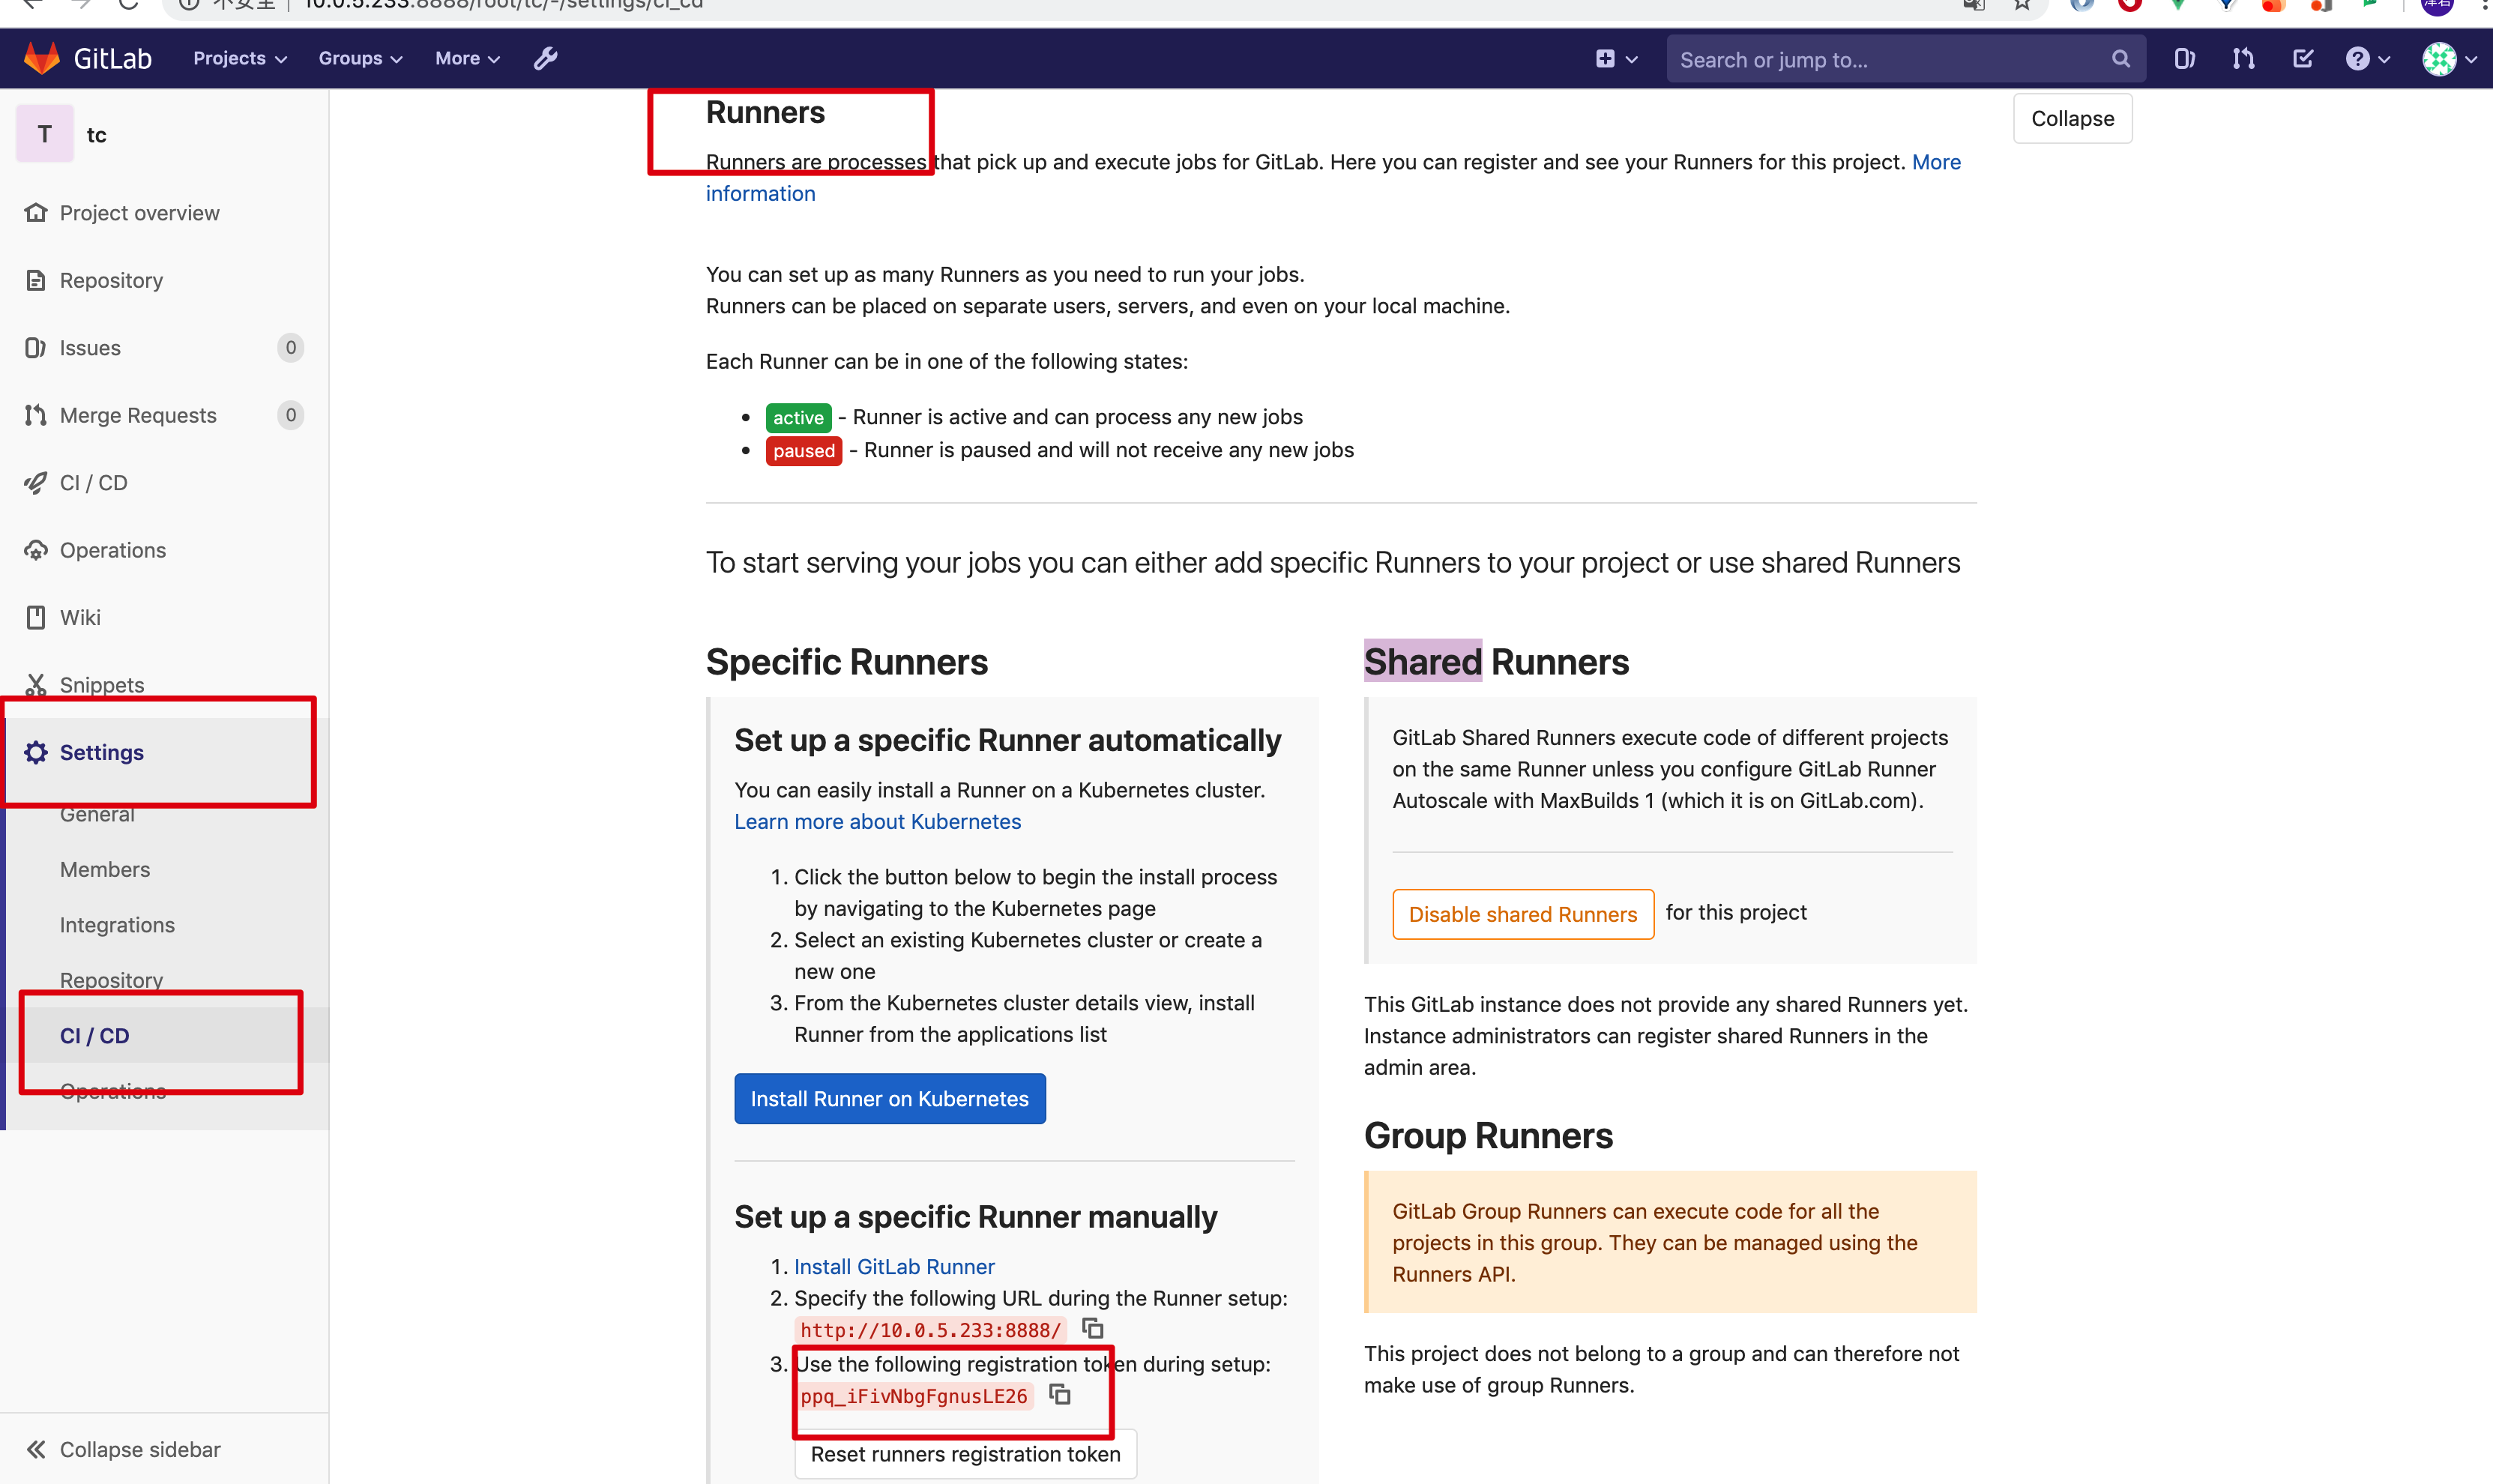 不安全 | 10.0.5.233:8888/root/tc/-/settings/ci_cd
泽名
GitLab Projects Groups More
Search or jump to...
T tc
Project overview
Repository
Issues 0
Merge Requests 0
CI / CD
Operations
Wiki
Snippets
Settings
General
Members
Integrations
Repository
CI / CD
Operations
Collapse sidebar
Runners
Collapse
Runners are processes that pick up and execute jobs for GitLab. Here you can register and see your Runners for this project. More
information
You can set up as many Runners as you need to run your jobs.
Runners can be placed on separate users, servers, and even on your local machine.
Each Runner can be in one of the following states:
• active - Runner is active and can process any new jobs
• paused - Runner is paused and will not receive any new jobs
To start serving your jobs you can either add specific Runners to your project or use shared Runners
Specific Runners
Set up a specific Runner automatically
You can easily install a Runner on a Kubernetes cluster.
Learn more about Kubernetes
1. Click the button below to begin the install process
by navigating to the Kubernetes page
2. Select an existing Kubernetes cluster or create a
new one
3. From the Kubernetes cluster details view, install
Runner from the applications list
Install Runner on Kubernetes
Set up a specific Runner manually
1. Install GitLab Runner
2. Specify the following URL during the Runner setup:
http://10.0.5.233:8888/
3. Use the following registration token during setup:
ppq_iFivNbgFgnusLE26
Reset runners registration token
Shared Runners
GitLab Shared Runners execute code of different projects
on the same Runner unless you configure GitLab Runner
Autoscale with MaxBuilds 1 (which it is on GitLab.com).
Disable shared Runners for this project
This GitLab instance does not provide any shared Runners yet.
Instance administrators can register shared Runners in the
admin area.
Group Runners
GitLab Group Runners can execute code for all the
projects in this group. They can be managed using the
Runners API.
This project does not belong to a group and can therefore not
make use of group Runners.